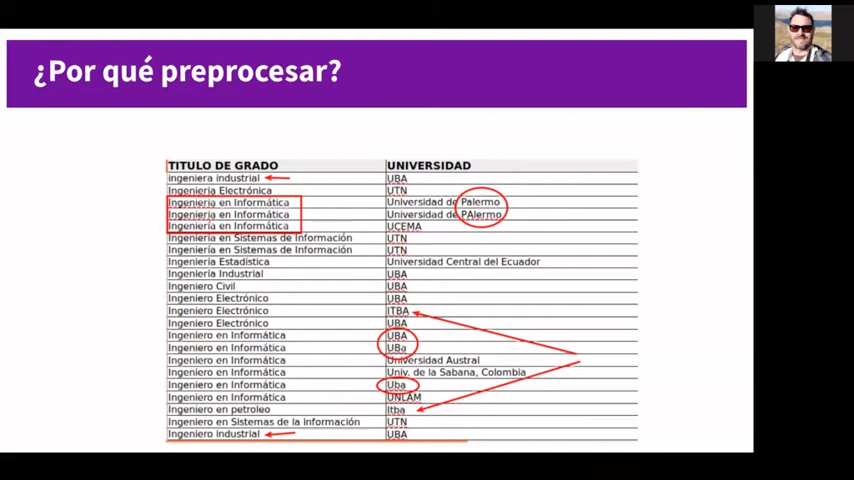 ¿Por qué preprocesar?
TITULO DE GRADO UNIVERSIDAD
ingeniera industrial UBA
Ingenieria Electrónica UTN
Ingenieria en Informática Universidad de Palermo
Ingenieria en Informática Universidad de PAlermo
Ingeniería en Informática UCEMA
Ingeniería en Sistemas de Información UTN
Ingeniería en Sistemas de Información UTN
Ingeniería Estadística Universidad Central del Ecuador
Ingeniería Industrial UBA
Ingeniero Civil UBA
Ingeniero Electrónico UBA
Ingeniero Electrónico ITBA
Ingeniero Electrónico UBA
Ingeniero en Informática UBA
Ingeniero en Informática UBa
Ingeniero en Informática Universidad Austral
Ingeniero en Informática Univ. de la Sabana, Colombia
Ingeniero en Informática Uba
Ingeniero en Informática UNLAM
Ingeniero en petroleo Itba
Ingeniero en Sistemas de la Información UTN
Ingeniero industrial UBA